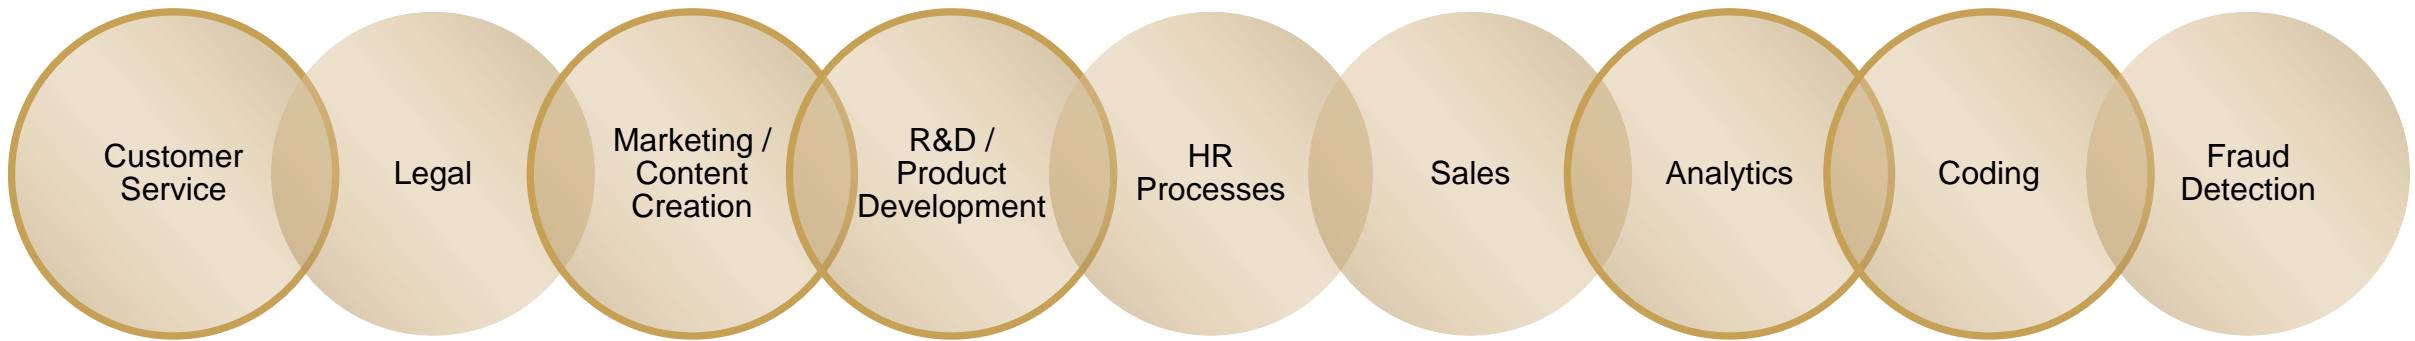 Customer
Service
Legal
Marketing /
Content
Creation
R&D /
Product
Development
HR
Processes
Sales
Analytics
Coding
Fraud
Detection